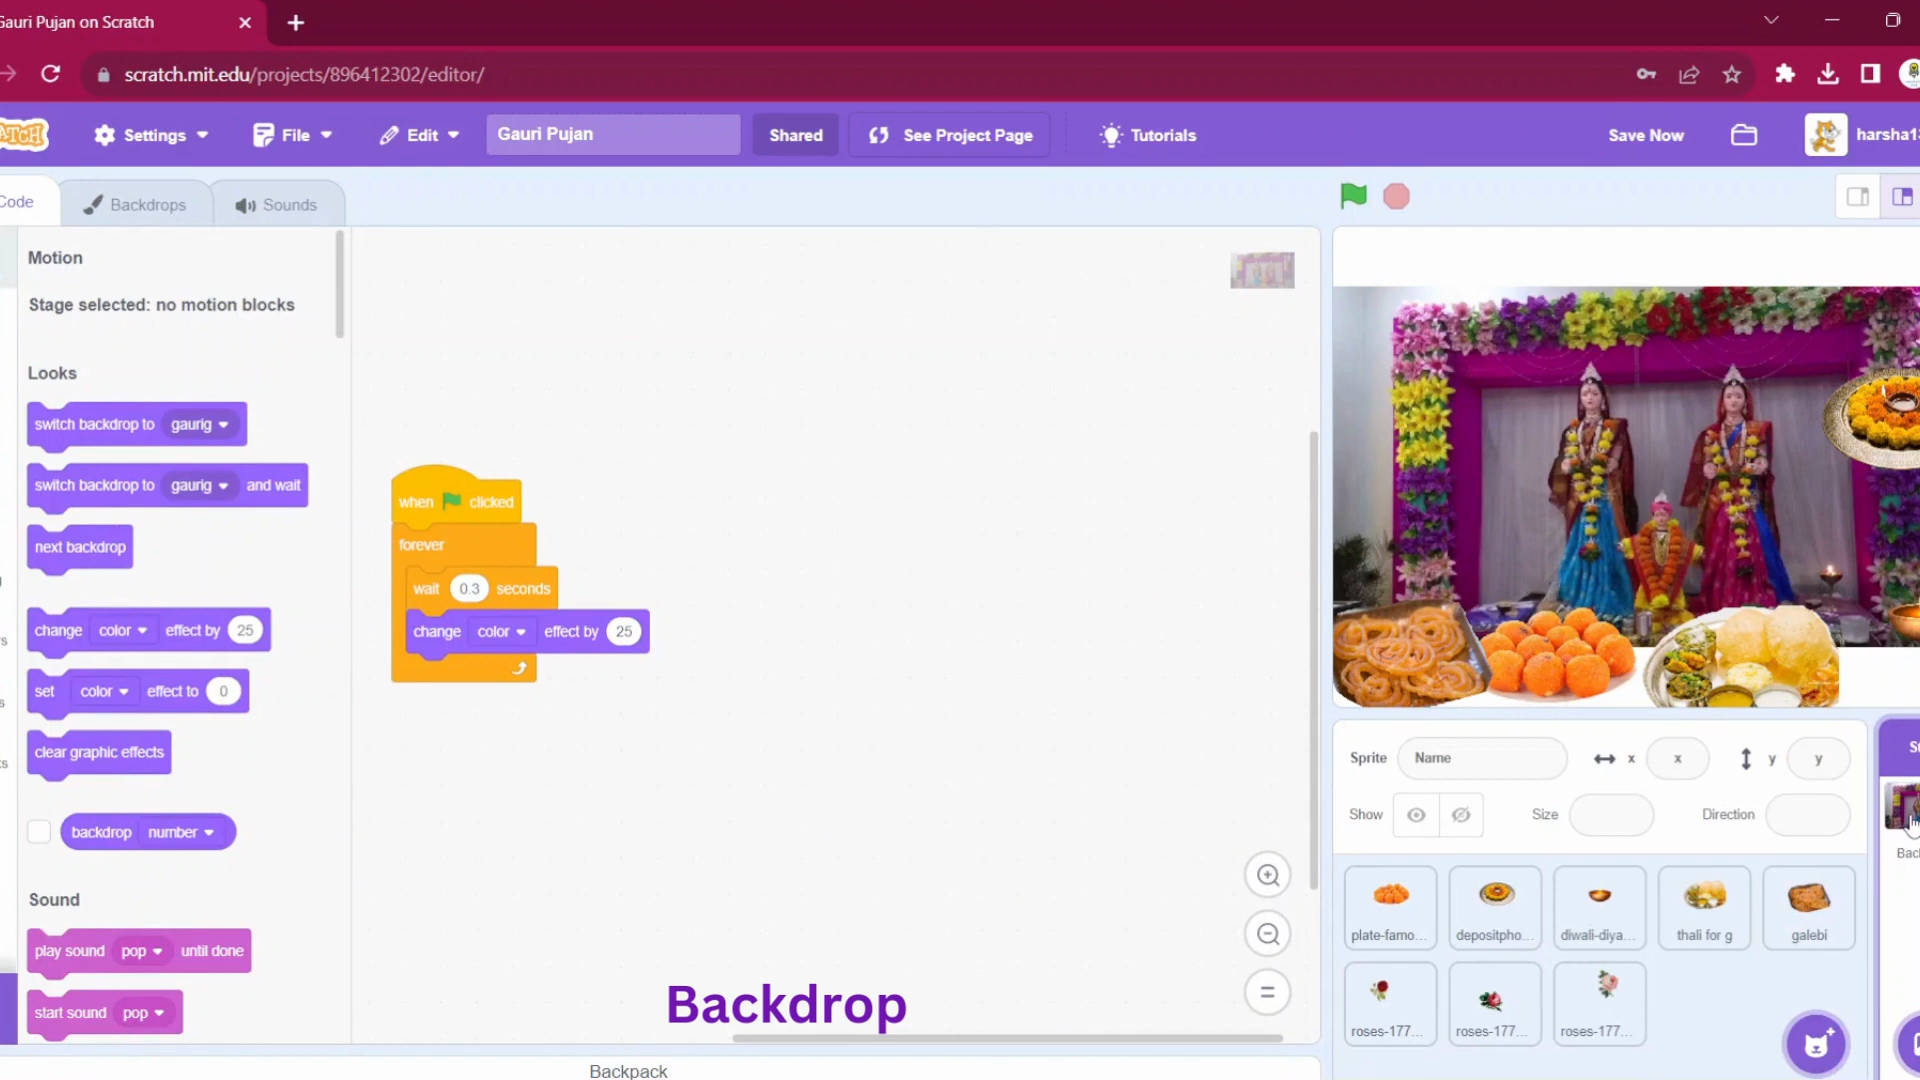 Gauri Pujan on Scratch
scratch.mit.edu/projects/896412302/editor/
Settings
File
Edit
Gauri Pujan
Shared
See Project Page
Tutorials
Save Now
Code
Backdrops
Sounds
Motion
Stage selected: no motion blocks
Looks
switch backdrop to gaurig
switch backdrop to gaurig and wait
next backdrop
change color effect by 25
set color effect to 0
clear graphic effects
backdrop number
Sound
play sound pop until done
start sound pop
when clicked
forever
wait 0.3 seconds
change color effect by 25
Backdrop
Backpack
Sprite Name x x y y
Show Size Direction
plate-famo...
depositpho...
diwali-diya...
thali for g
galebi
roses-177...
roses-177...
roses-177...